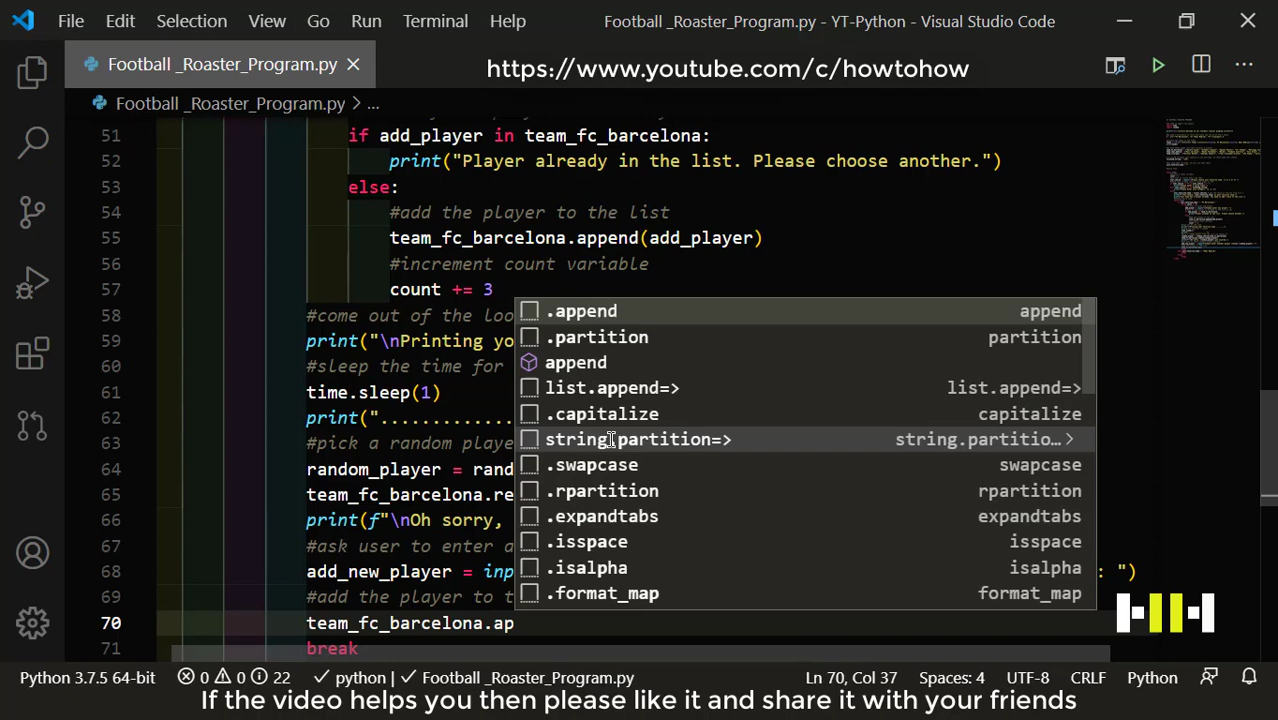 File Edit Selection View Go Run Terminal Help Football _Roaster_Program.py - YT-Python - Visual Studio Code
Football _Roaster_Program.py
https://www.youtube.com/c/howtohow
Football _Roaster_Program.py > ...
51 if add_player in team_fc_barcelona:
52 print("Player already in the list. Please choose another.")
53 else:
54 #add the player to the list
55 team_fc_barcelona.append(add_player)
56 #increment count variable
57 count += 3
58 #come out of the loo
59 print("\nPrinting yo
60 #sleep the time for
61 time.sleep(1)
62 print("..............
63 #pick a random playe
64 random_player = rand
65 team_fc_barcelona.re
66 print(f"\nOh sorry,
67 #ask user to enter a
68 add_new_player = inp : ")
69 #add the player to t
70 team_fc_barcelona.ap
71 break
.append append
.partition partition
append
list.append=> list.append=>
.capitalize capitalize
string.partition=> string.partitio… >
.swapcase swapcase
.rpartition rpartition
.expandtabs expandtabs
.isspace isspace
.isalpha isalpha
.format_map format_map
Python 3.7.5 64-bit 0 0 22 python | Football _Roaster_Program.py Ln 70, Col 37 Spaces: 4 UTF-8 CRLF Python
If the video helps you then please like it and share it with your friends